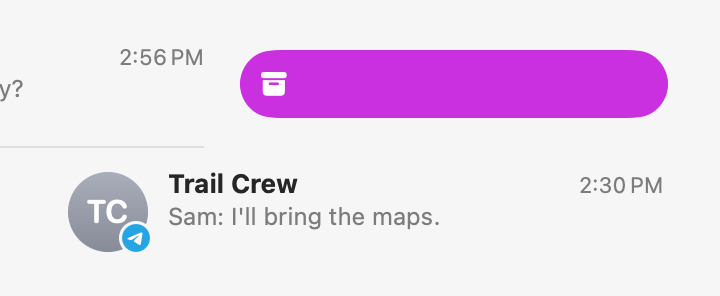 2:56 PM
y?
Trail Crew
2:30 PM
TC
Sam: I'll bring the maps.